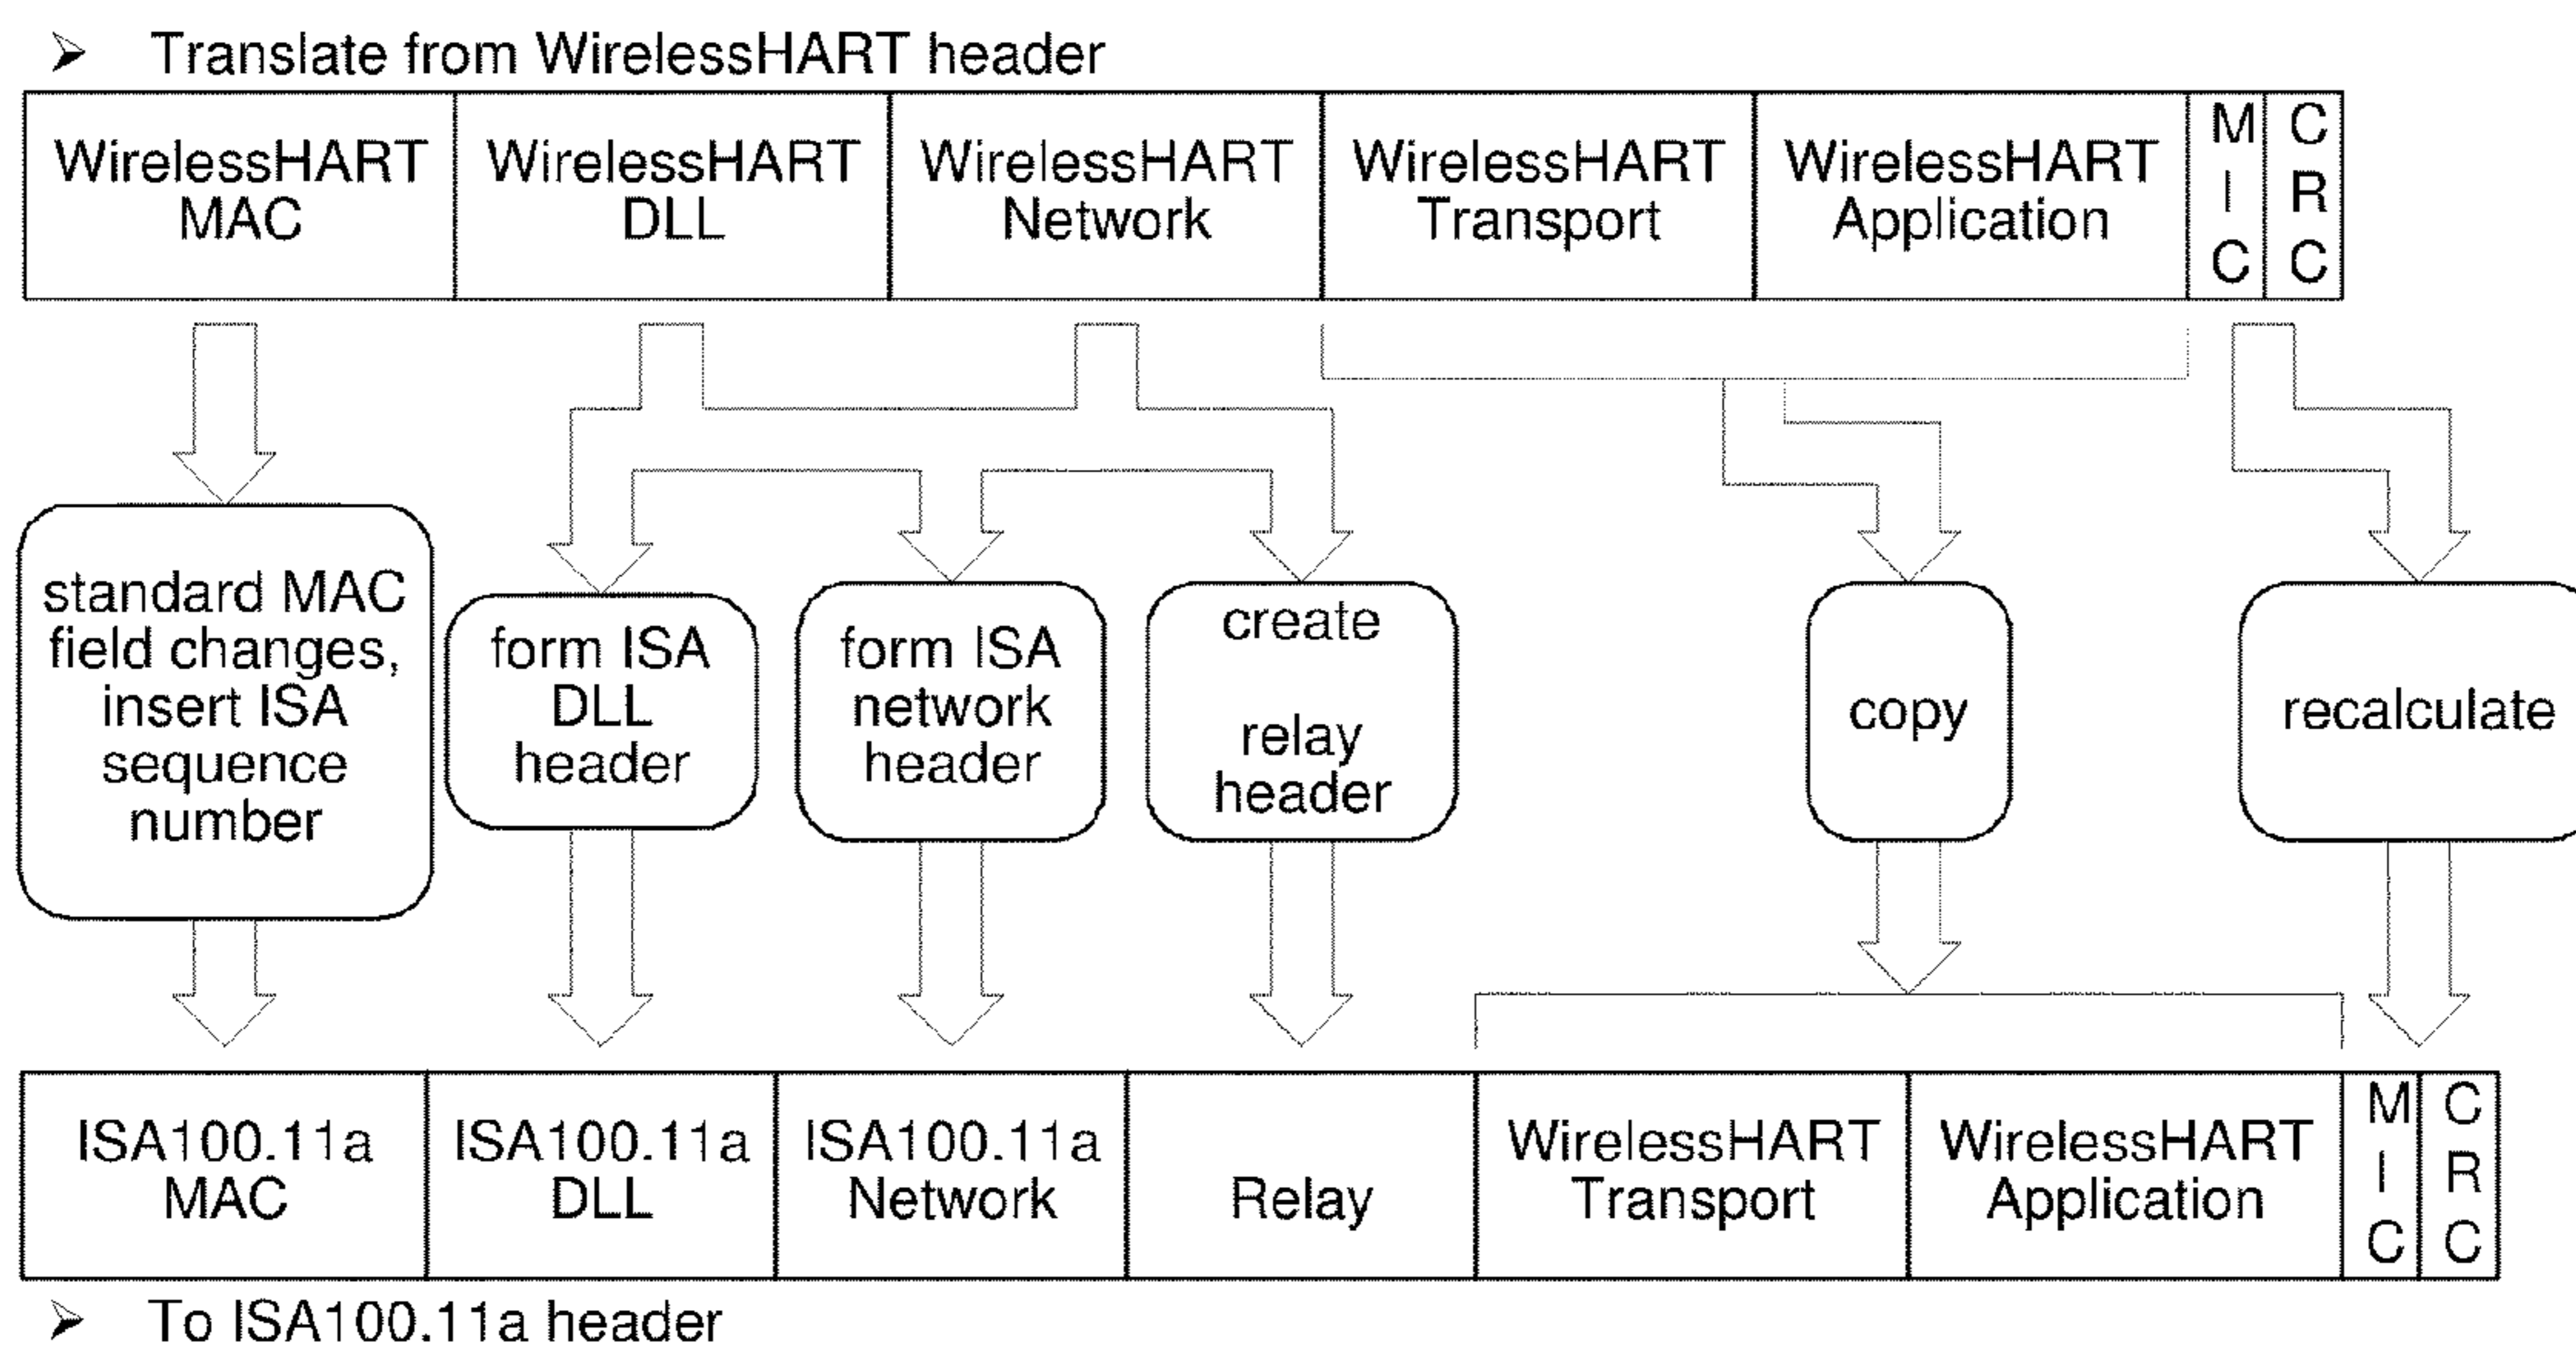 ➢ Translate from WirelessHART header
WirelessHART
MAC
WirelessHART
DLL
WirelessHART
Network
WirelessHART
Transport
WirelessHART
Application
M
I
C
C
R
C
standard MAC
field changes,
insert ISA
sequence
number
form ISA
DLL
header
form ISA
network
header
create
relay
header
copy
recalculate
ISA100.11a
MAC
ISA100.11a
DLL
ISA100.11a
Network
Relay
WirelessHART
Transport
WirelessHART
Application
M
I
C
C
R
C
➢ To ISA100.11a header